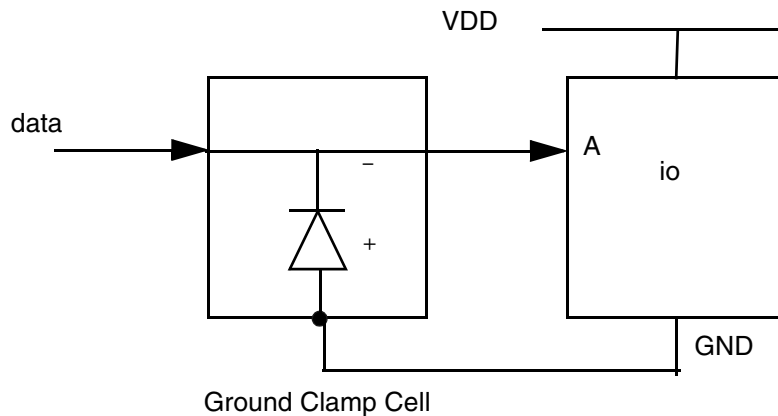 VDD
data
A
io
−
+
GND
Ground Clamp Cell